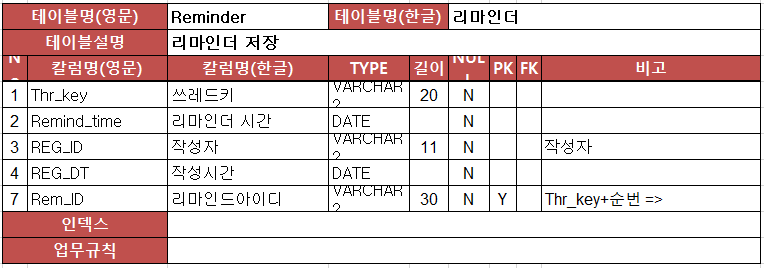 테이블명(영문) Reminder 테이블명(한글) 리마인더
테이블설명 리마인더 저장
No 칼럼명(영문) 칼럼명(한글) TYPE 길이 NULL PK FK 비고
1 Thr_key 쓰레드키 VARCHAR2 20 N
2 Remind_time 리마인더 시간 DATE N
3 REG_ID 작성자 VARCHAR2 11 N 작성자
4 REG_DT 작성시간 DATE N
7 Rem_ID 리마인드아이디 VARCHAR2 30 N Y Thr_key+순번 =>
인덱스
업무규칙